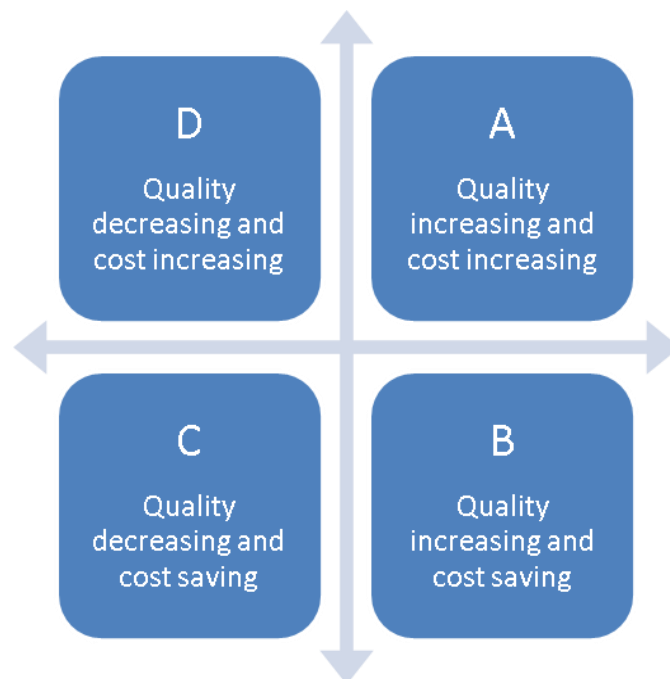 D
Quality
decreasing and
cost increasing
A
Quality
increasing and
cost increasing
C
Quality
decreasing and
cost saving
B
Quality
increasing and
cost saving